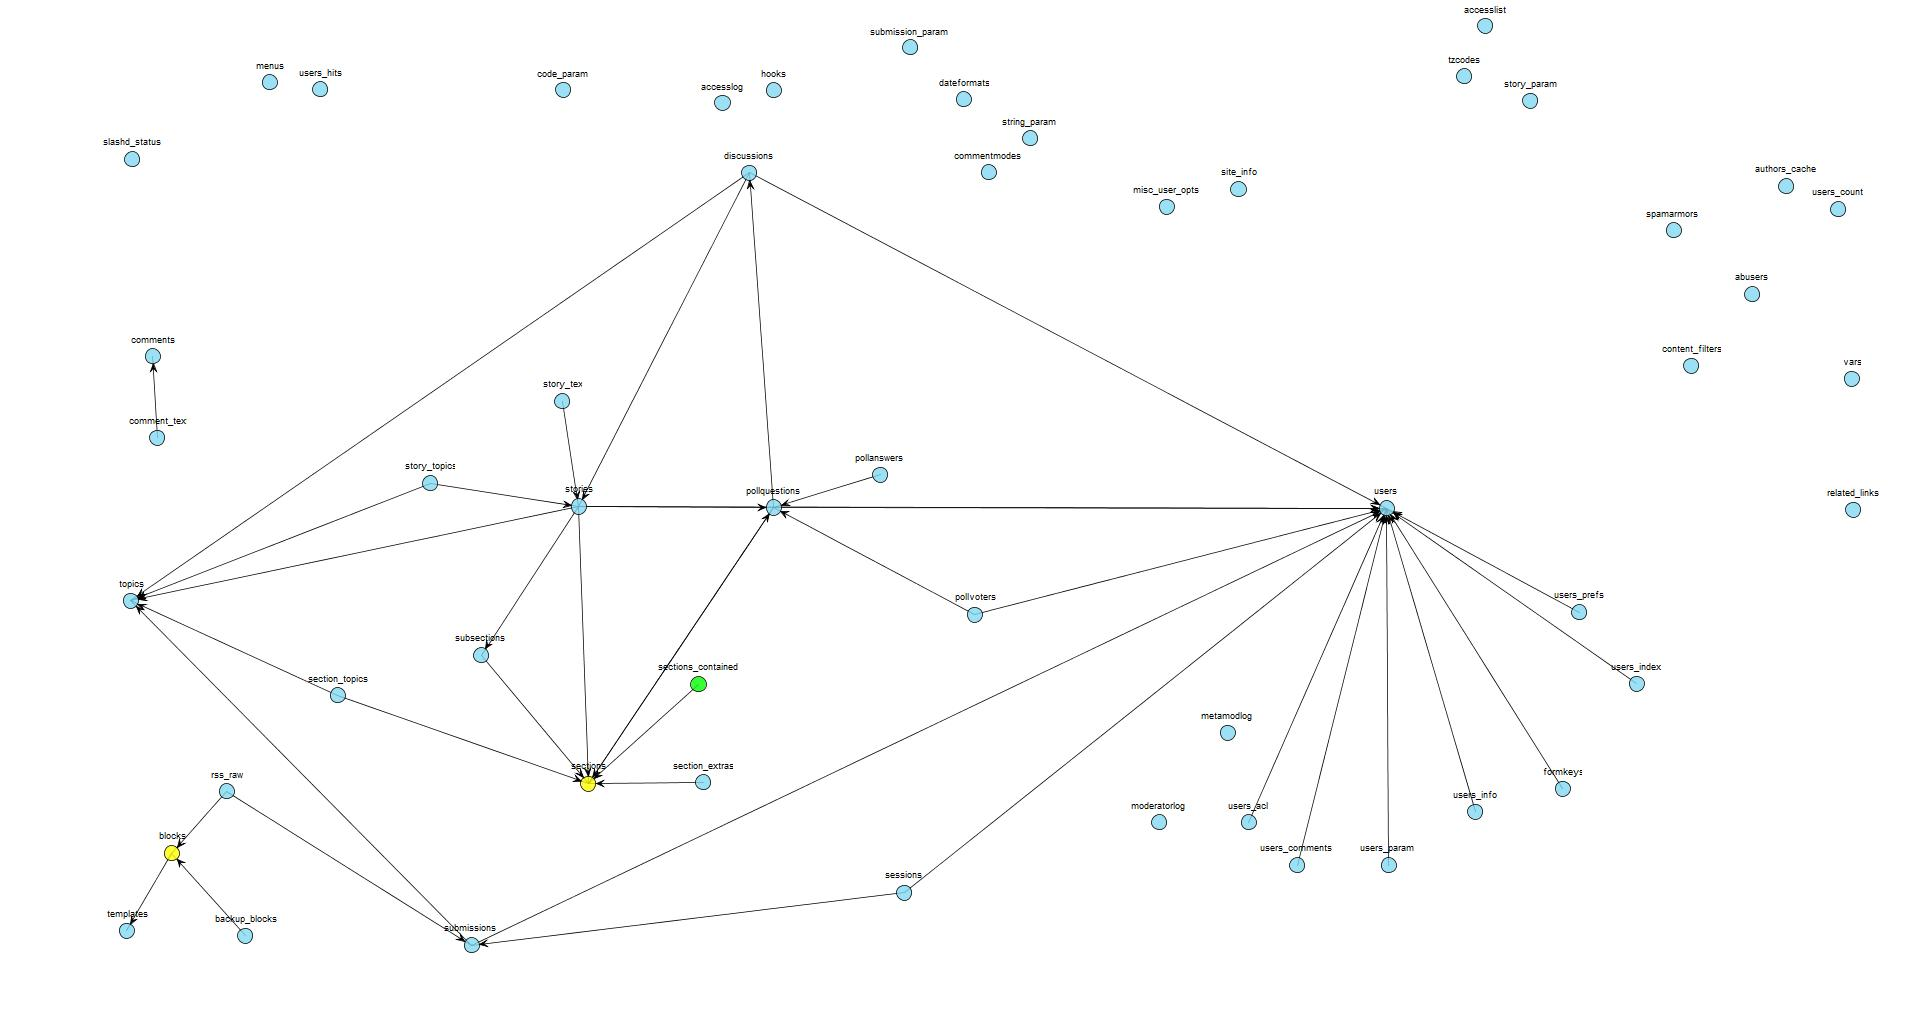 accesslist
submission_param
tzcodes
menus
users_hits
code_param
hooks
accesslog
dateformats
story_param
string_param
slashd_status
discussions
commentmodes
site_info
misc_user_opts
authors_cache
users_count
spamarmors
abusers
comments
content_filters
vars
story_tex
comment_tex
pollanswers
story_topics
stories
pollquestions
users
related_links
topics
pollvoters
users_prefs
subsections
sections_contained
users_index
section_topics
metamodlog
sections
section_extras
rss_raw
formkeys
users_info
moderatorlog
users_acl
blocks
users_comments
users_param
sessions
templates
backup_blocks
submissions